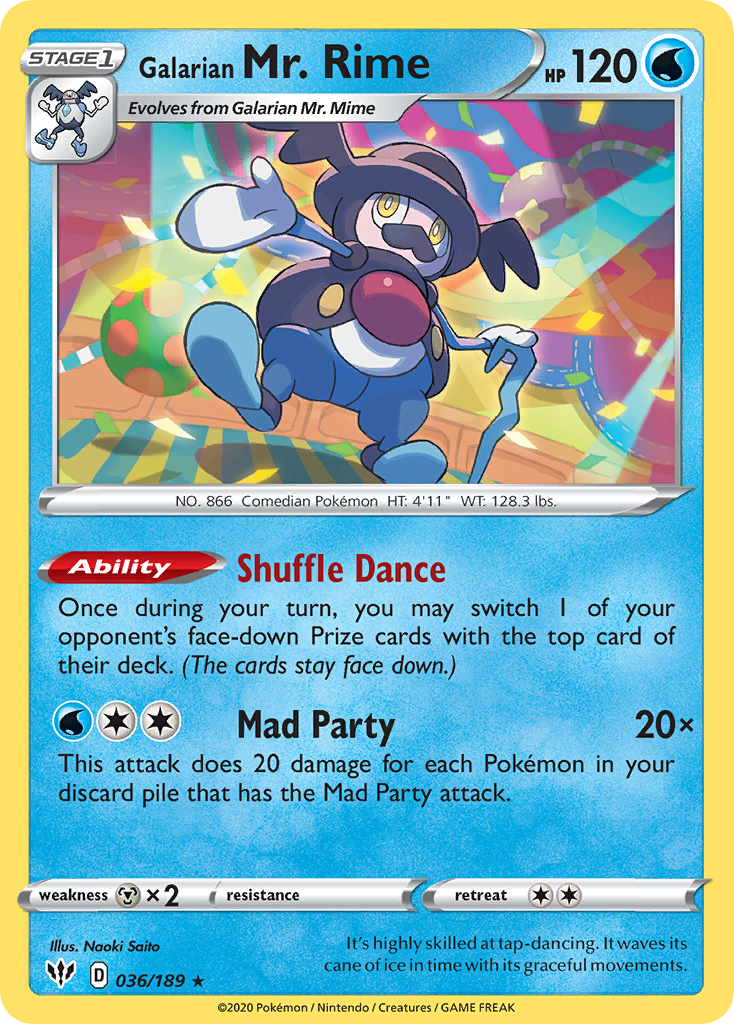 STAGE 1
Galarian Mr. Rime
HP 120
Evolves from Galarian Mr. Mime
NO. 866 Comedian Pokémon HT: 4'11" WT: 128.3 lbs.
Ability Shuffle Dance
Once during your turn, you may switch 1 of your
opponent's face-down Prize cards with the top card of
their deck. (The cards stay face down.)
Mad Party 20×
This attack does 20 damage for each Pokémon in your
discard pile that has the Mad Party attack.
weakness ×2 resistance retreat
Illus. Naoki Saito
D 036/189 ★
It's highly skilled at tap-dancing. It waves its
cane of ice in time with its graceful movements.
©2020 Pokémon / Nintendo / Creatures / GAME FREAK